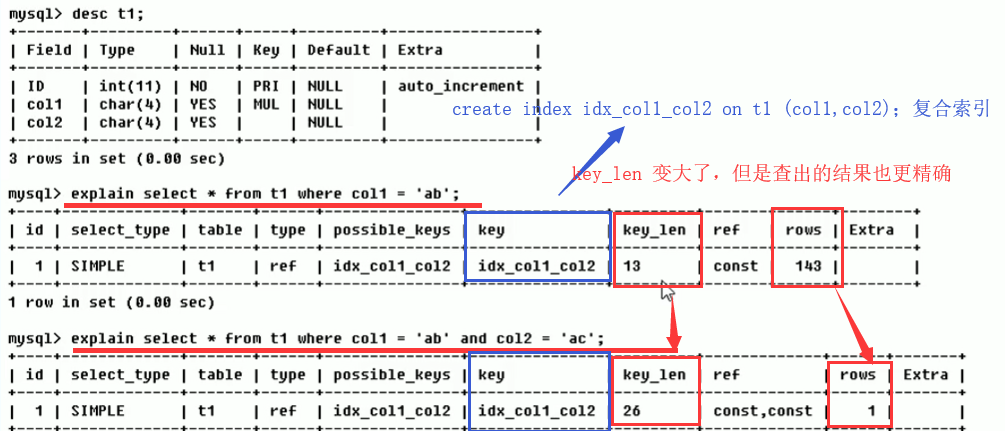 mysql> desc t1;
| Field | Type | Null | Key | Default | Extra |
| ID | int(11) | NO | PRI | NULL | auto_increment |
| col1 | char(4) | YES | MUL | NULL | |
| col2 | char(4) | YES | | NULL | |
create index idx_col1_col2 on t1 (col1,col2); 复合索引
3 rows in set (0.00 sec)
key_len 变大了，但是查出的结果也更精确
mysql> explain select * from t1 where col1 = 'ab';
| id | select_type | table | type | possible_keys | key | key_len | ref | rows | Extra |
| 1 | SIMPLE | t1 | ref | idx_col1_col2 | idx_col1_col2 | 13 | const | 143 | |
1 row in set (0.00 sec)
mysql> explain select * from t1 where col1 = 'ab' and col2 = 'ac';
| id | select_type | table | type | possible_keys | key | key_len | ref | rows | Extra |
| 1 | SIMPLE | t1 | ref | idx_col1_col2 | idx_col1_col2 | 26 | const,const | 1 | |